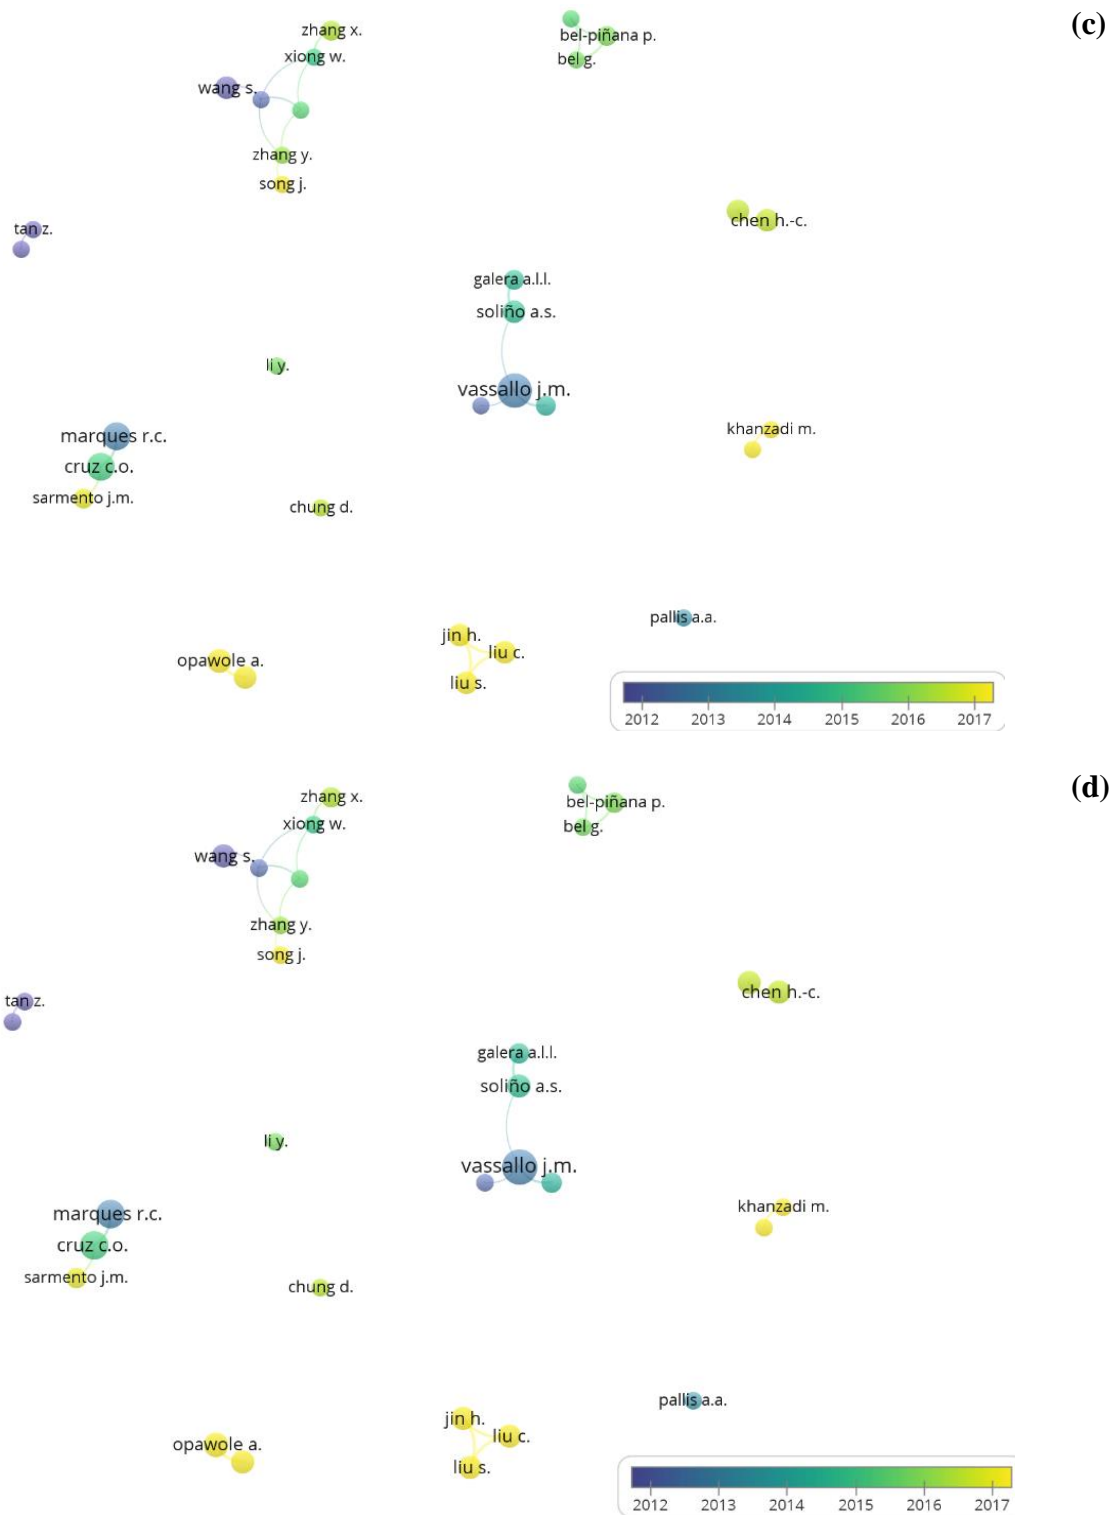 (c)
zhang x.
bel-piñana p.
xiong w.
bel g.
wang s.
zhang y.
song j.
chen h.-c.
tan z.
galera a.l.l.
soliño a.s.
li y.
vassallo j.m.
marques r.c.
khanzadi m.
cruz c.o.
sarmento j.m.
chung d.
pallis a.a.
jin h.
liu c.
opawole a.
liu s.
2012 2013 2014 2015 2016 2017
(d)
zhang x.
bel-piñana p.
xiong w.
bel g.
wang s.
zhang y.
song j.
chen h.-c.
tan z.
galera a.l.l.
soliño a.s.
li y.
vassallo j.m.
khanzadi m.
marques r.c.
cruz c.o.
sarmento j.m.
chung d.
pallis a.a.
jin h.
liu c.
opawole a.
liu s.
2012 2013 2014 2015 2016 2017